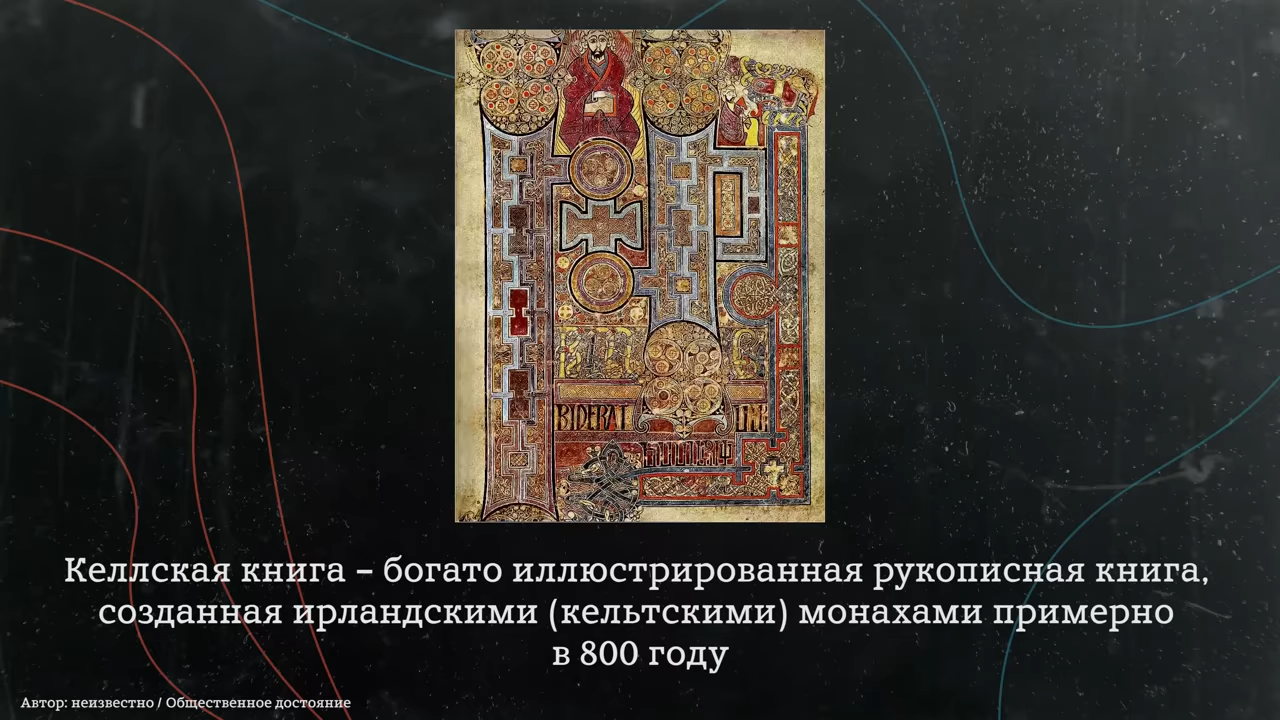 BIDERAT
Келлская книга – богато иллюстрированная рукописная книга,
созданная ирландскими (кельтскими) монахами примерно
в 800 году
Автор: неизвестно / Общественное достояние